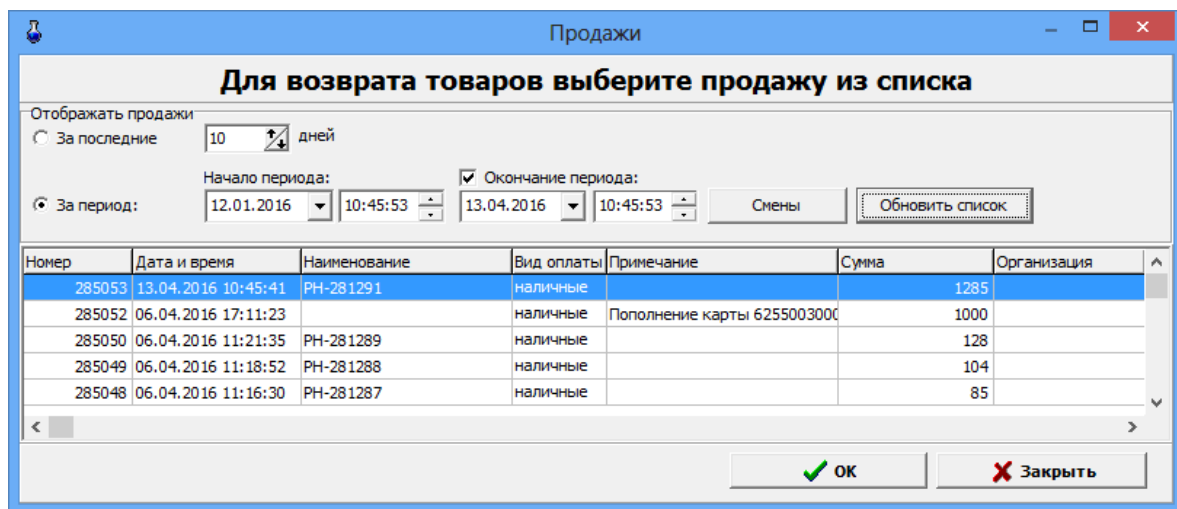 Продажи
Для возврата товаров выберите продажу из списка
Отображать продажи
За последние 10 дней
Начало периода: Окончание периода:
За период: 12.01.2016 10:45:53 13.04.2016 10:45:53 Смены Обновить список
Номер Дата и время Наименование Вид оплаты Примечание Сумма Организация
285053 13.04.2016 10:45:41 РН-281291 наличные 1285
285052 06.04.2016 17:11:23 наличные Пополнение карты 6255003000 1000
285050 06.04.2016 11:21:35 РН-281289 наличные 128
285049 06.04.2016 11:18:52 РН-281288 наличные 104
285048 06.04.2016 11:16:30 РН-281287 наличные 85
ОК Закрыть